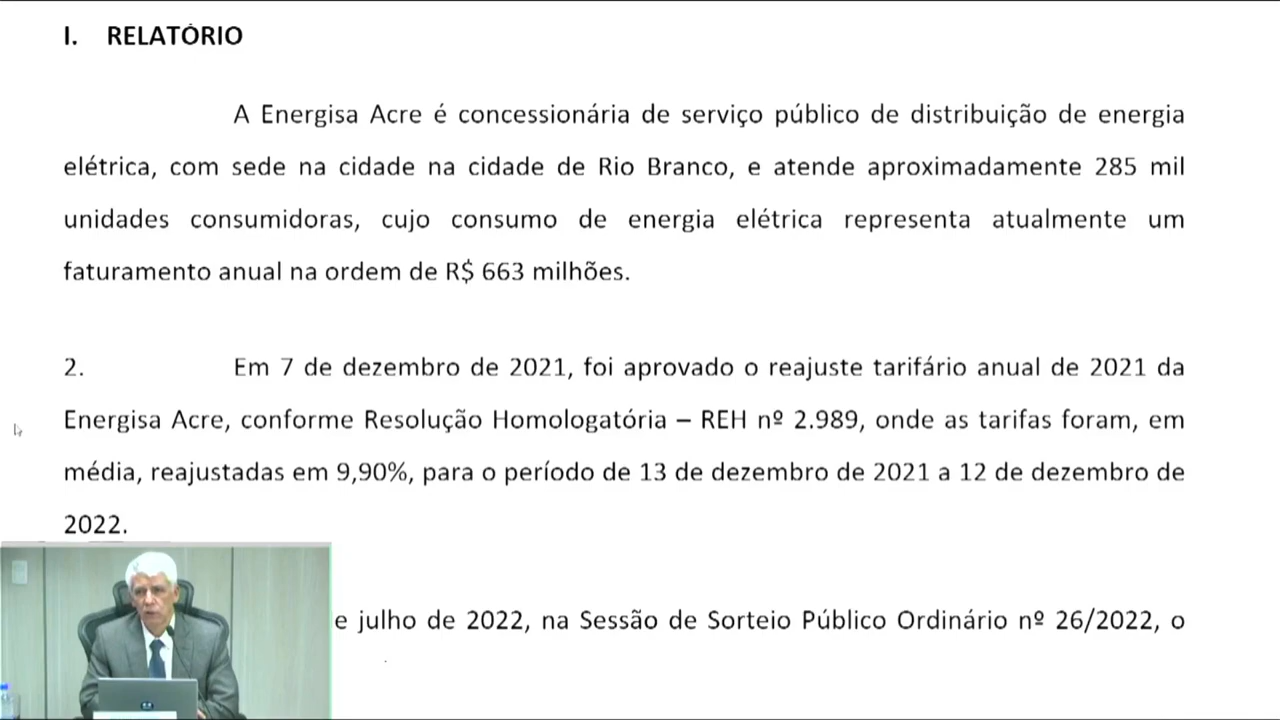 I. RELATÓRIO
A Energisa Acre é concessionária de serviço público de distribuição de energia
elétrica, com sede na cidade na cidade de Rio Branco, e atende aproximadamente 285 mil
unidades consumidoras, cujo consumo de energia elétrica representa atualmente um
faturamento anual na ordem de R$ 663 milhões.
2. Em 7 de dezembro de 2021, foi aprovado o reajuste tarifário anual de 2021 da
Energisa Acre, conforme Resolução Homologatória – REH nº 2.989, onde as tarifas foram, em
média, reajustadas em 9,90%, para o período de 13 de dezembro de 2021 a 12 de dezembro de
2022.
e julho de 2022, na Sessão de Sorteio Público Ordinário nº 26/2022, o